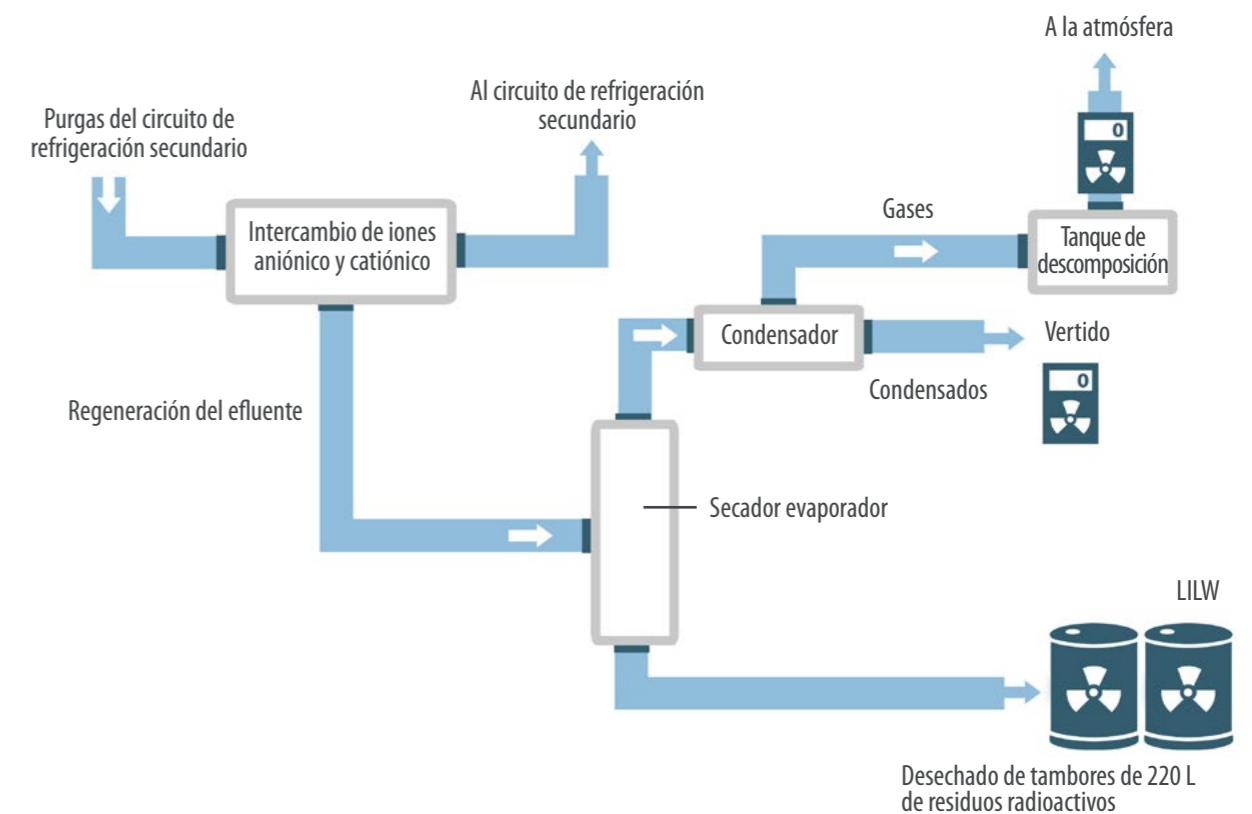 A la atmósfera
Purgas del circuito de
refrigeración secundario
Al circuito de refrigeración
secundario
0
Intercambio de iones
aniónico y catiónico
Gases
Tanque de
descomposición
Condensador
Vertido
Condensados
0
Regeneración del efluente
Secador evaporador
LILW
Desechado de tambores de 220 L
de residuos radioactivos